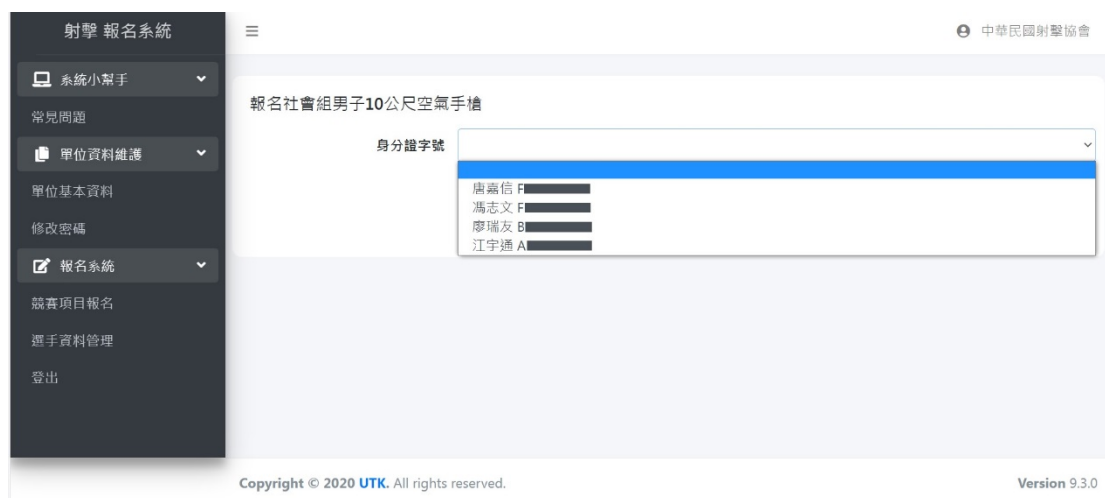 射擊 報名系統
中華民國射擊協會
系統小幫手
常見問題
單位資料維護
單位基本資料
修改密碼
報名系統
競賽項目報名
選手資料管理
登出
報名社會組男子10公尺空氣手槍
身分證字號
唐嘉信 F
馮志文 F
廖瑞友 B
江宇通 A
Copyright © 2020 UTK. All rights reserved.
Version 9.3.0